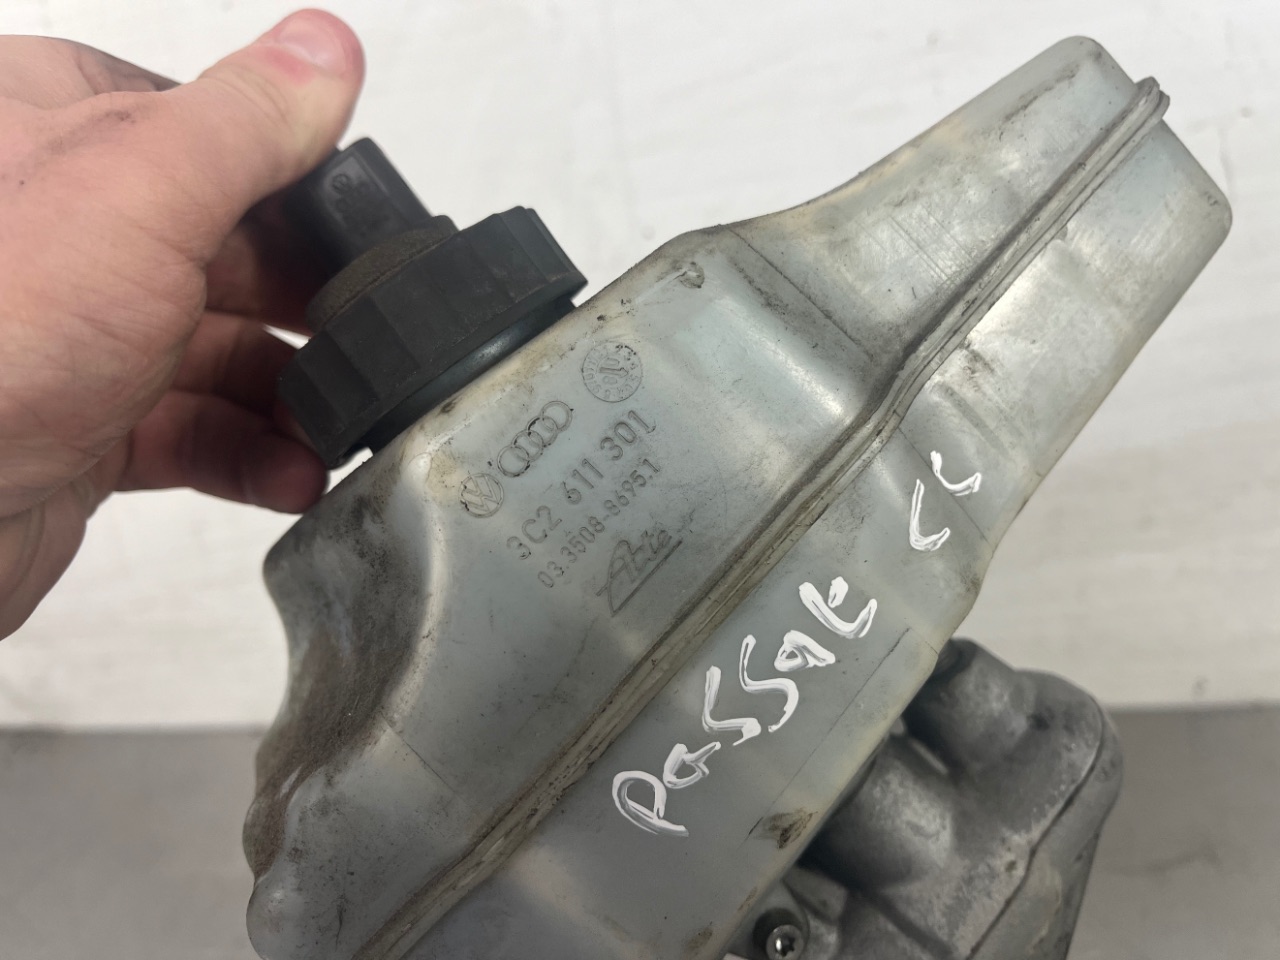 3C2 611 301
03.3508-8695.1
Ate
Passat CC